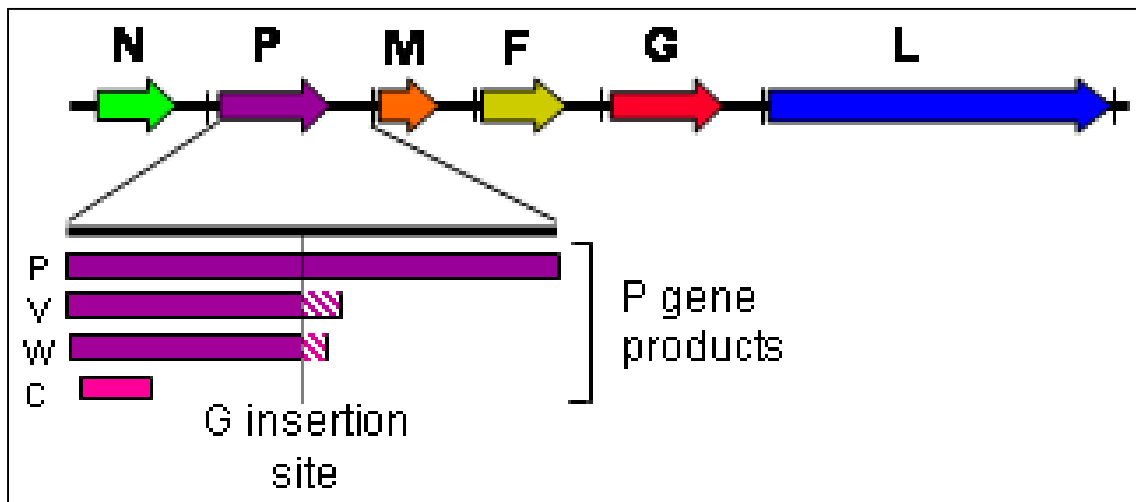 N P M F G L
P
V
W
C
P gene
products
G insertion
site